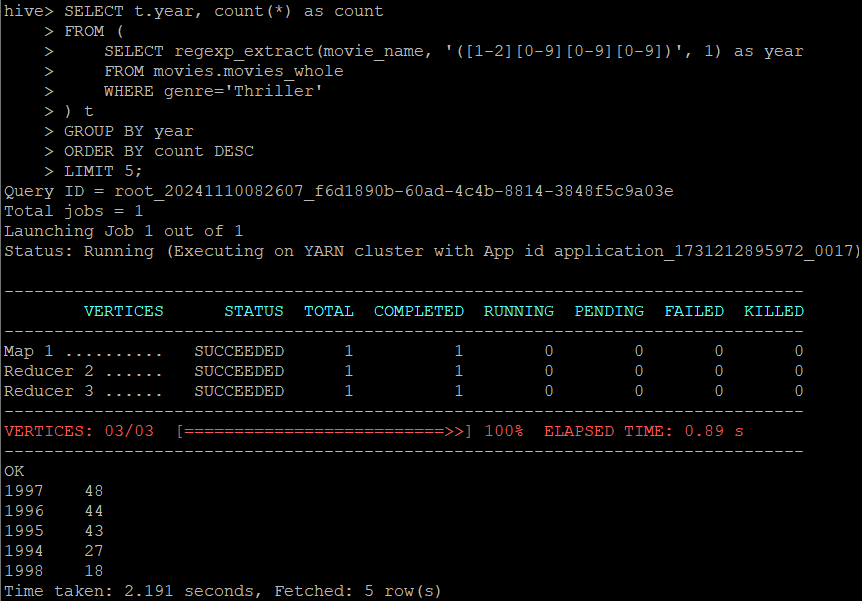 hive> SELECT t.year, count(*) as count
    > FROM (
    >     SELECT regexp_extract(movie_name, '([1-2][0-9][0-9][0-9])', 1) as year
    >     FROM movies.movies_whole
    >     WHERE genre='Thriller'
    > ) t
    > GROUP BY year
    > ORDER BY count DESC
    > LIMIT 5;
Query ID = root_20241110082607_f6d1890b-60ad-4c4b-8814-3848f5c9a03e
Total jobs = 1
Launching Job 1 out of 1
Status: Running (Executing on YARN cluster with App id application_1731212895972_0017)
--------------------------------------------------------------------------------
        VERTICES      STATUS  TOTAL  COMPLETED  RUNNING  PENDING  FAILED  KILLED
--------------------------------------------------------------------------------
Map 1 ..........   SUCCEEDED      1          1        0        0       0       0
Reducer 2 ......   SUCCEEDED      1          1        0        0       0       0
Reducer 3 ......   SUCCEEDED      1          1        0        0       0       0
--------------------------------------------------------------------------------
VERTICES: 03/03  [==========================>>] 100%  ELAPSED TIME: 0.89 s
--------------------------------------------------------------------------------
OK
1997    48
1996    44
1995    43
1994    27
1998    18
Time taken: 2.191 seconds, Fetched: 5 row(s)